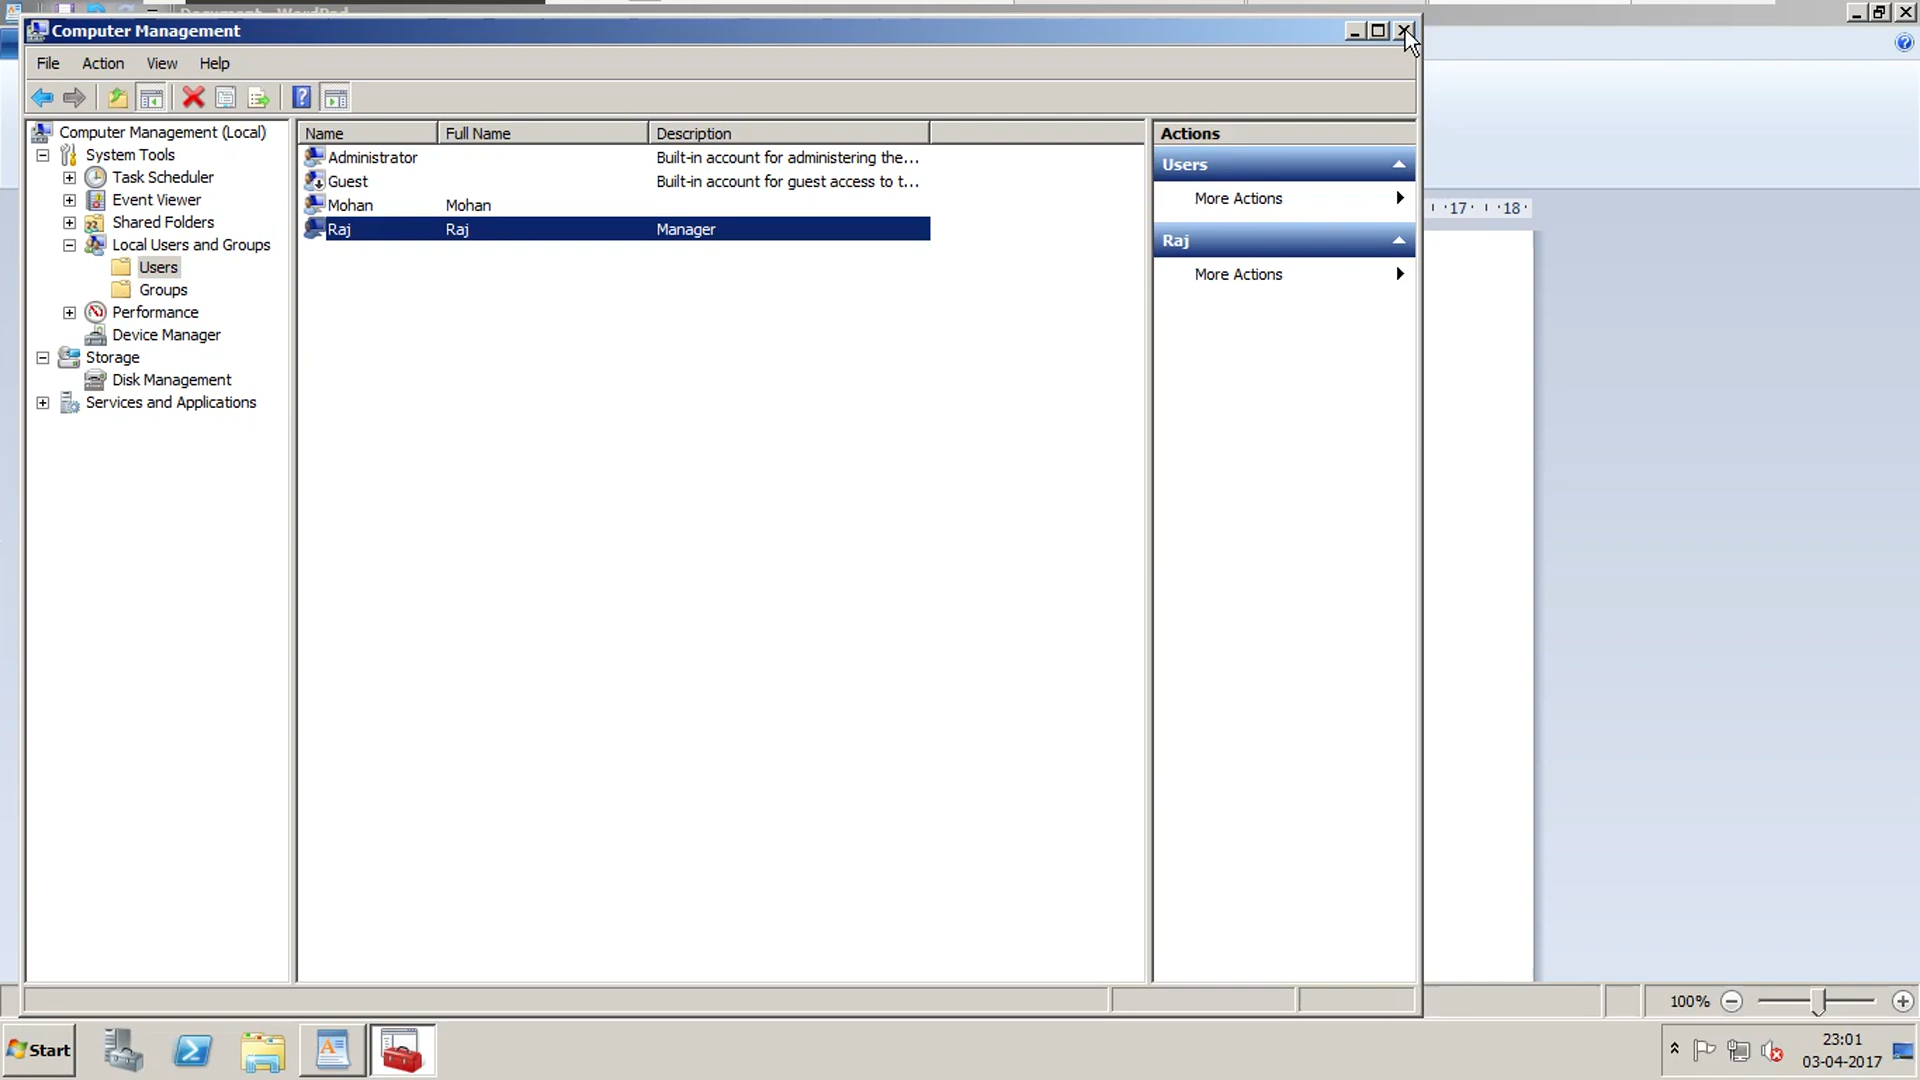 Document - WordPad
Computer Management
File Action View Help
Computer Management (Local)
System Tools
Task Scheduler
Event Viewer
Shared Folders
Local Users and Groups
Users
Groups
Performance
Device Manager
Storage
Disk Management
Services and Applications
Name Full Name Description
Administrator Built-in account for administering the...
Guest Built-in account for guest access to t...
Mohan Mohan
Raj Raj Manager
Actions
Users
More Actions
Raj
More Actions
17 18
100%
Start
23:01
03-04-2017